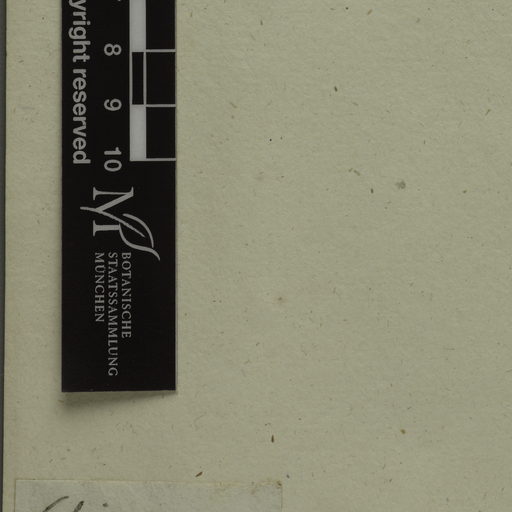 yright reserved
8
9
10
M
BOTANISCHE
STAATSSAMMLUNG
MÜNCHEN